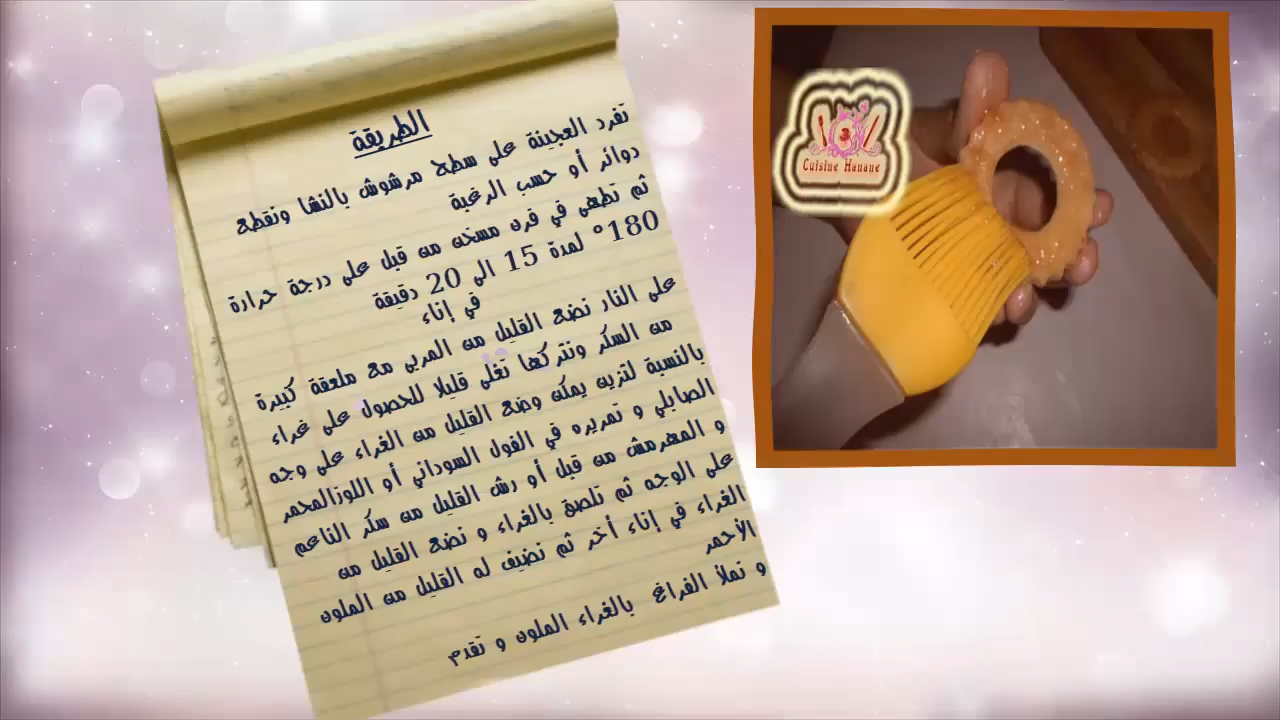 الطريقة
تفرد العجينة على سطح مرشوش بالنشا ونقطع
دوائر أو حسب الرغبة
ثم تطهى في فرن مسخن من قبل على درجة حرارة
180° لمدة 15 الى 20 دقيقة
في إناء
على النار نضع القليل من المربى مع ملعقة كبيرة
من السكر ونتركها تغلى قليلا للحصول على غراء
بالنسبة لتزين يمكن وضع القليل من الغراء على وجه
الصابلي و تمريره في الفول السوداني أو اللوزالمحمر
و المهرمش من قبل أو رش القليل من سكر الناعم
على الوجه ثم تلصق بالغراء و نضع القليل من
الغراء في إناء أخر ثم نضيف له القليل من الملون
الأحمر
و نملأ الفراغ بالغراء الملون و تقدم
Cuisine Hanane